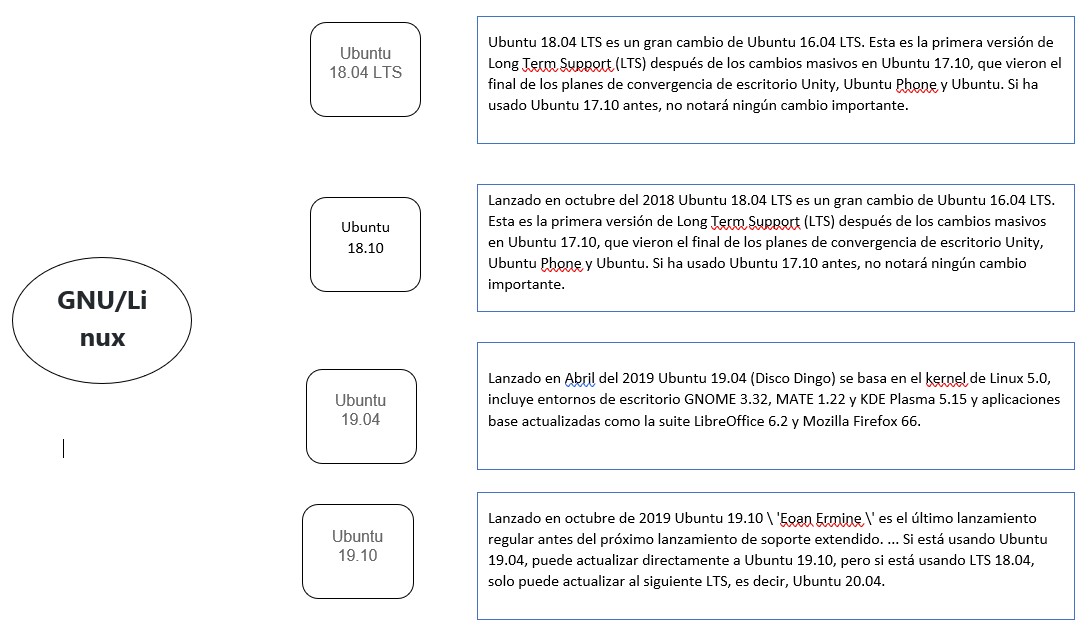 GNU/Li
nux
Ubuntu
18.04 LTS
Ubuntu 18.04 LTS es un gran cambio de Ubuntu 16.04 LTS. Esta es la primera versión de
Long Term Support (LTS) después de los cambios masivos en Ubuntu 17.10, que vieron el
final de los planes de convergencia de escritorio Unity, Ubuntu Phone y Ubuntu. Si ha
usado Ubuntu 17.10 antes, no notará ningún cambio importante.
Ubuntu
18.10
Lanzado en octubre del 2018 Ubuntu 18.04 LTS es un gran cambio de Ubuntu 16.04 LTS.
Esta es la primera versión de Long Term Support (LTS) después de los cambios masivos
en Ubuntu 17.10, que vieron el final de los planes de convergencia de escritorio Unity,
Ubuntu Phone y Ubuntu. Si ha usado Ubuntu 17.10 antes, no notará ningún cambio
importante.
Ubuntu
19.04
Lanzado en Abril del 2019 Ubuntu 19.04 (Disco Dingo) se basa en el kernel de Linux 5.0,
incluye entornos de escritorio GNOME 3.32, MATE 1.22 y KDE Plasma 5.15 y aplicaciones
base actualizadas como la suite LibreOffice 6.2 y Mozilla Firefox 66.
Ubuntu
19.10
Lanzado en octubre de 2019 Ubuntu 19.10 \ 'Eoan Ermine \' es el último lanzamiento
regular antes del próximo lanzamiento de soporte extendido. ... Si está usando Ubuntu
19.04, puede actualizar directamente a Ubuntu 19.10, pero si está usando LTS 18.04,
solo puede actualizar al siguiente LTS, es decir, Ubuntu 20.04.